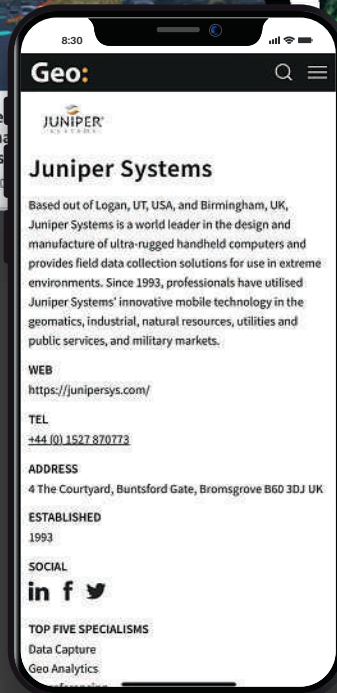 8:30
Geo:
JUNIPER
SYSTEMS
Juniper Systems
Based out of Logan, UT, USA, and Birmingham, UK,
Juniper Systems is a world leader in the design and
manufacture of ultra-rugged handheld computers and
provides field data collection solutions for use in extreme
environments. Since 1993, professionals have utilised
Juniper Systems' innovative mobile technology in the
geomatics, industrial, natural resources, utilities and
public services, and military markets.
WEB
https://junipersys.com/
TEL
+44 (0) 1527 870773
ADDRESS
4 The Courtyard, Buntsford Gate, Bromsgrove B60 3DJ UK
ESTABLISHED
1993
SOCIAL
in f
TOP FIVE SPECIALISMS
Data Capture
Geo Analytics